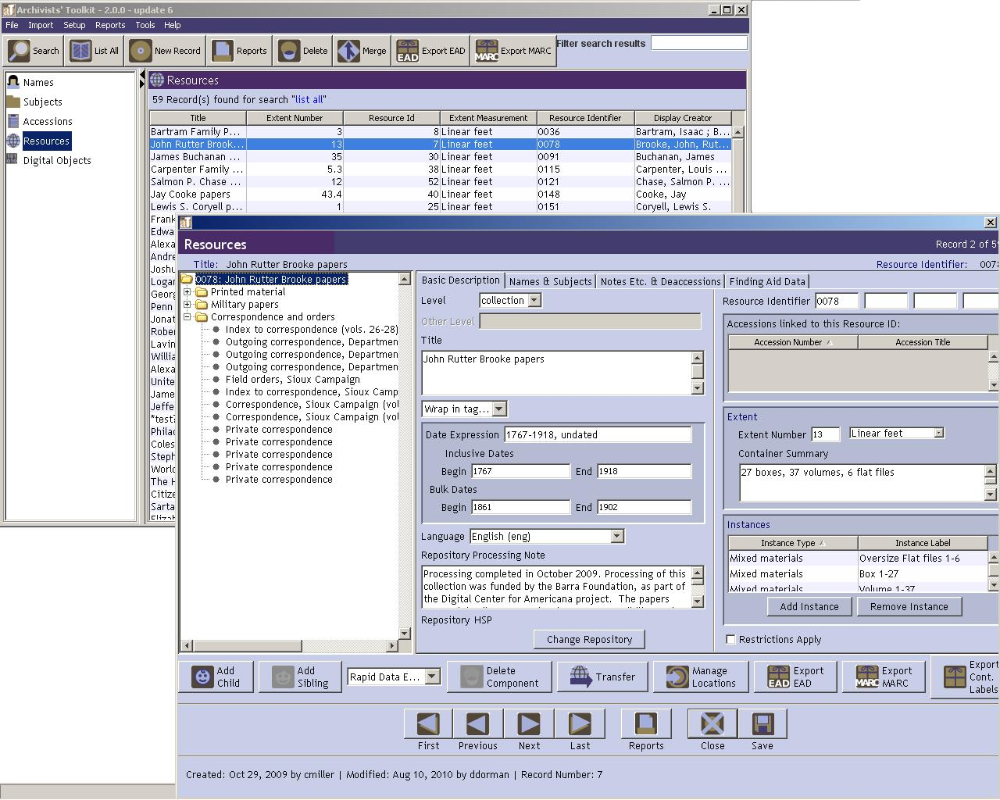 Archivists' Toolkit - 2.0.0 - update 6
File Import Setup Reports Tools Help
Search List All New Record Reports Delete Merge Export EAD Export MARC Filter search results
Names
Subjects
Accessions
Resources
Digital Objects
Resources
59 Record(s) found for search "list all"
Title Extent Number Resource Id Extent Measurement Resource Identifier Display Creator
Bartram Family P... 3 8 Linear feet 0036 Bartram, Isaac ; B...
John Rutter Brook... 13 7 Linear feet 0078 Brooke, John, Rut...
James Buchanan ... 35 30 Linear feet 0091 Buchanan, James
Carpenter Family ... 5.3 38 Linear feet 0115 Carpenter, Louis ...
Salmon P. Chase ... 12 52 Linear feet 0121 Chase, Salmon P. ...
Jay Cooke papers 43.4 40 Linear feet 0148 Cooke, Jay
Lewis S. Coryell p... 1 25 Linear feet 0151 Coryell, Lewis S.
Frank
Edwa
Alexa
Andre
Joshu
Logar
Georg
Penn
Jonat
Rober
Lavin
Willia
Alexa
Unite
Jame
Jeffe
*test
Philac
Coles
Steph
World
The H
Citize
Sarta
Elizab
Resources
Record 2 of 59
Title: John Rutter Brooke papers
Resource Identifier: 0078
0078: John Rutter Brooke papers
Printed material
Military papers
Correspondence and orders
Index to correspondence (vols. 26-28)
Outgoing correspondence, Departmen
Outgoing correspondence, Departmen
Outgoing correspondence, Departmen
Field orders, Sioux Campaign
Index to correspondence, Sioux Camp
Correspondence, Sioux Campaign (vol
Correspondence, Sioux Campaign (vol
Private correspondence
Private correspondence
Private correspondence
Private correspondence
Private correspondence
Basic Description Names & Subjects Notes Etc. & Deaccessions Finding Aid Data
Level collection
Other Level
Title
John Rutter Brooke papers
Wrap in tag...
Date Expression 1767-1918, undated
Inclusive Dates
Begin 1767 End 1918
Bulk Dates
Begin 1861 End 1902
Language English (eng)
Repository Processing Note
Processing completed in October 2009. Processing of this
collection was funded by the Barra Foundation, as part of
the Digital Center for Americana project. The papers
Repository HSP
Change Repository
Resource Identifier 0078
Accessions linked to this Resource ID:
Accession Number Accession Title
Extent
Extent Number 13 Linear feet
Container Summary
27 boxes, 37 volumes, 6 flat files
Instances
Instance Type Instance Label
Mixed materials Oversize Flat files 1-6
Mixed materials Box 1-27
Mixed materials Volume 1-37
Add Instance Remove Instance
Restrictions Apply
Add Child
Add Sibling
Rapid Data E...
Delete Component
Transfer
Manage Locations
Export EAD
Export MARC
Export Cont. Labels
First Previous Next Last Reports Close Save
Created: Oct 29, 2009 by cmiller | Modified: Aug 10, 2010 by ddorman | Record Number: 7